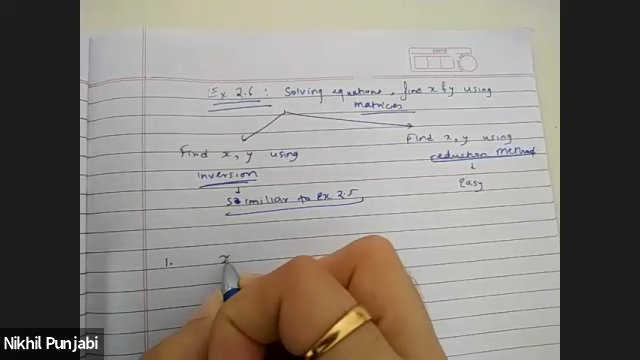 DATE
Ex 2.6 : Solving equations, find x & y using
matrices
Find x, y using
inversion
similiar to Ex 2.5
Find x, y using
reduction method
Easy
1. x
Nikhil Punjabi